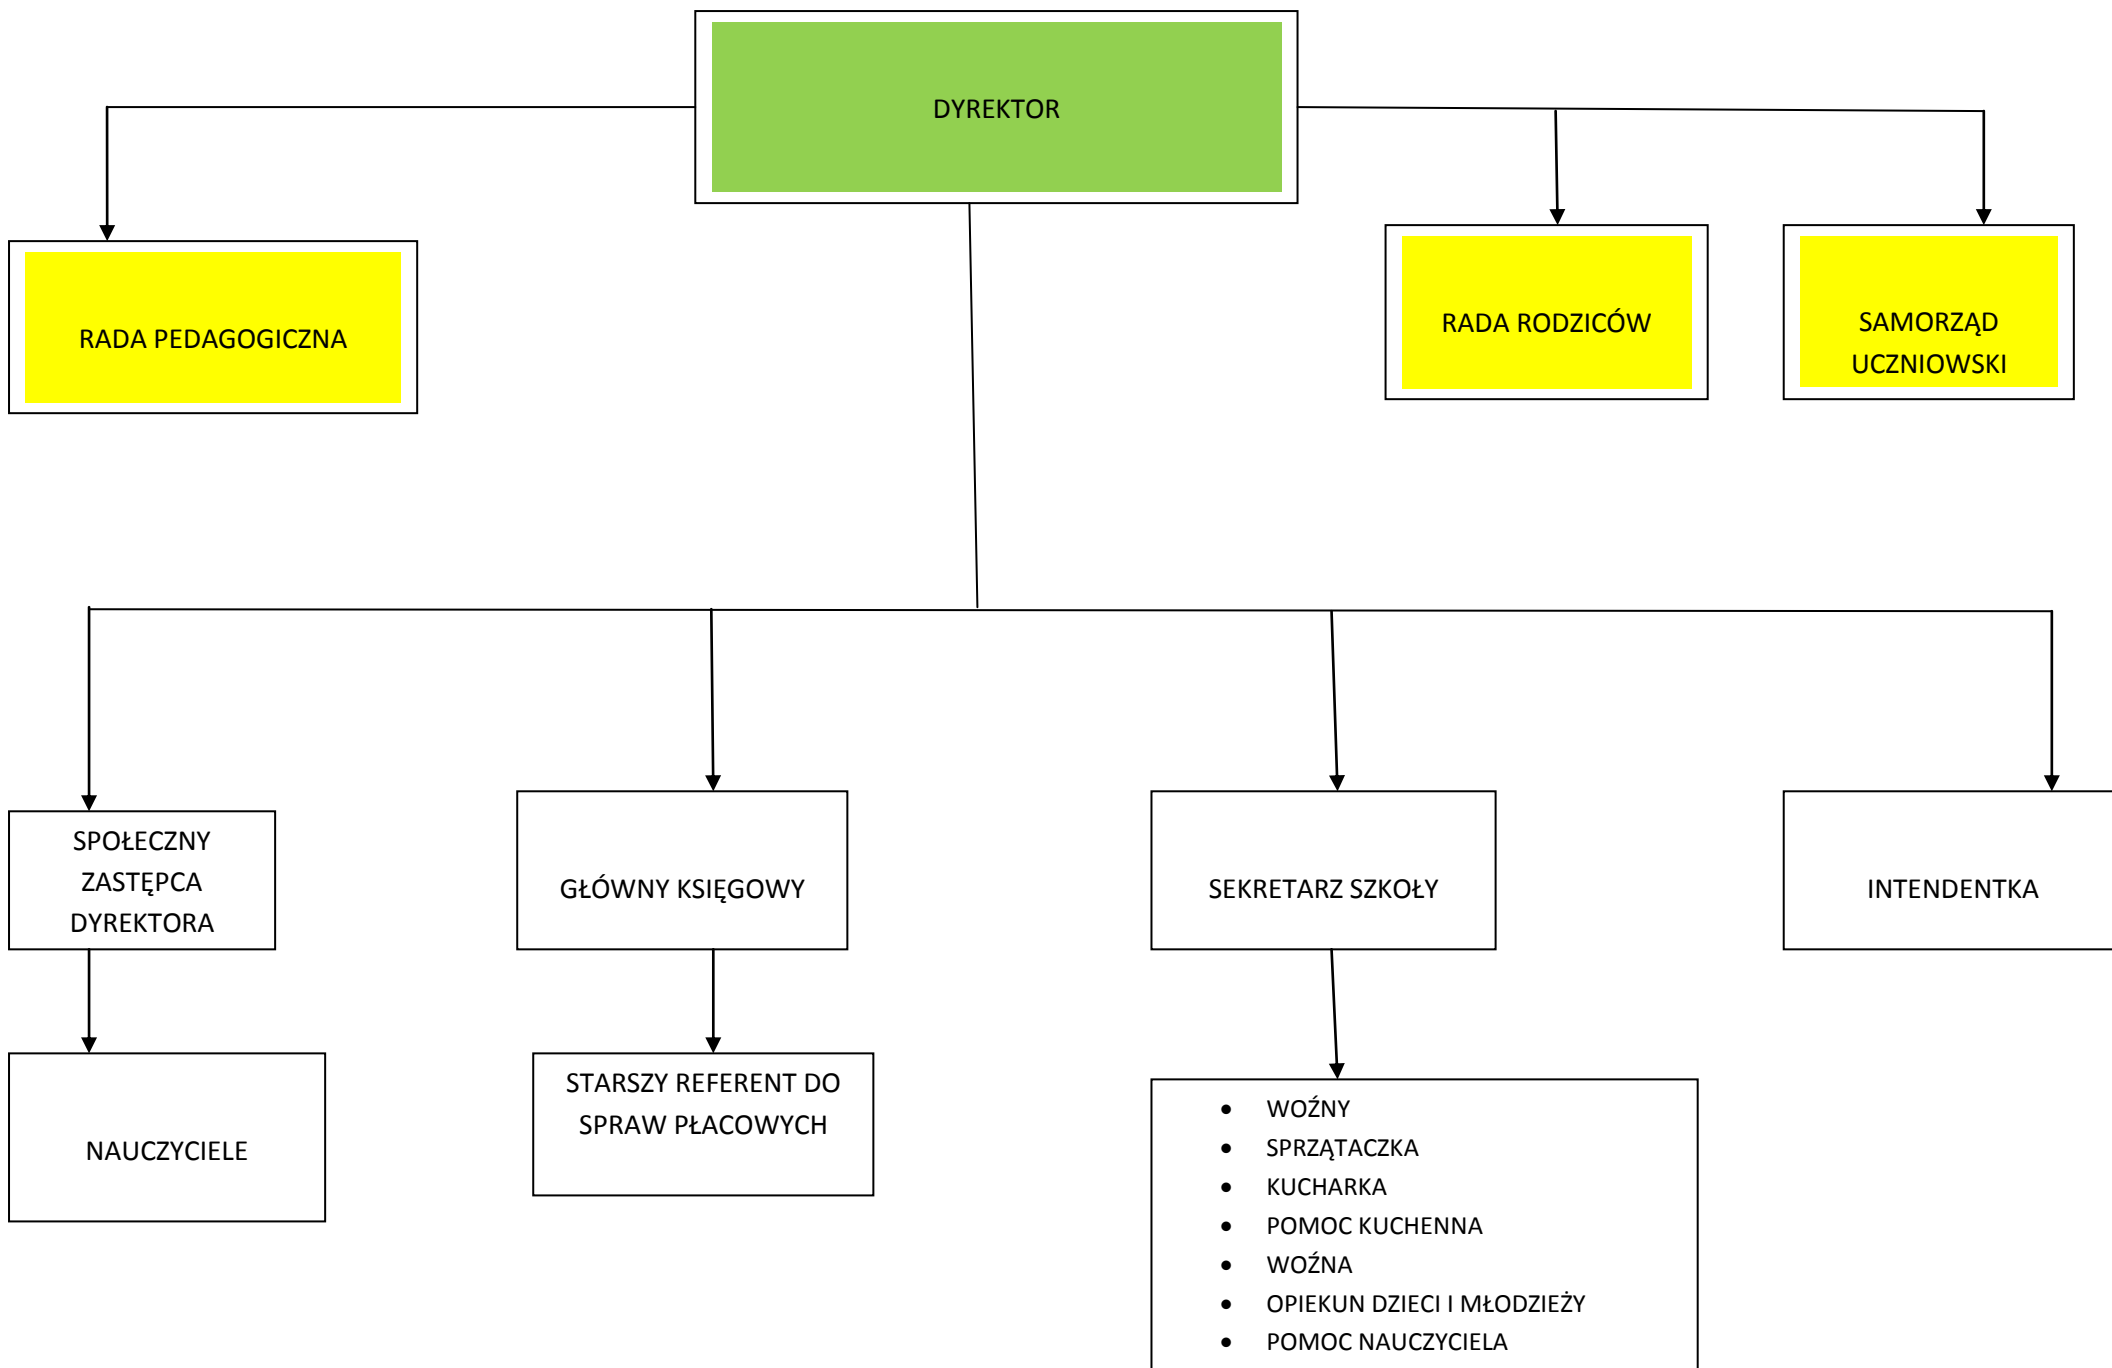 DYREKTOR
RADA PEDAGOGICZNA
RADA RODZICÓW
SAMORZĄD
UCZNIOWSKI
SPOŁECZNY
ZASTĘPCA
DYREKTORA
GŁÓWNY KSIĘGOWY
SEKRETARZ SZKOŁY
INTENDENTKA
NAUCZYCIELE
STARSZY REFERENT DO
SPRAW PŁACOWYCH
• WOŹNY
• SPRZĄTACZKA
• KUCHARKA
• POMOC KUCHENNA
• WOŹNA
• OPIEKUN DZIECI I MŁODZIEŻY
• POMOC NAUCZYCIELA